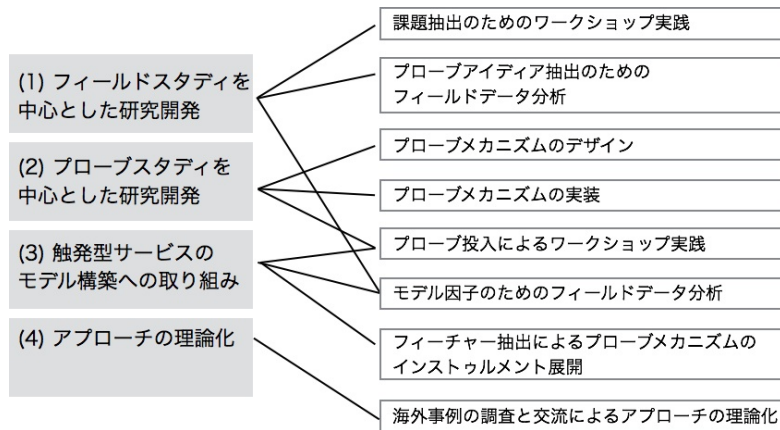 (1) フィールドスタディを
中心とした研究開発
(2) プローブスタディを
中心とした研究開発
(3) 触発型サービスの
モデル構築への取り組み
(4) アプローチの理論化
課題抽出のためのワークショップ実践
プローブアイディア抽出のための
フィールドデータ分析
プローブメカニズムのデザイン
プローブメカニズムの実装
プローブ投入によるワークショップ実践
モデル因子のためのフィールドデータ分析
フィーチャー抽出によるプローブメカニズムの
インストゥルメント展開
海外事例の調査と交流によるアプローチの理論化